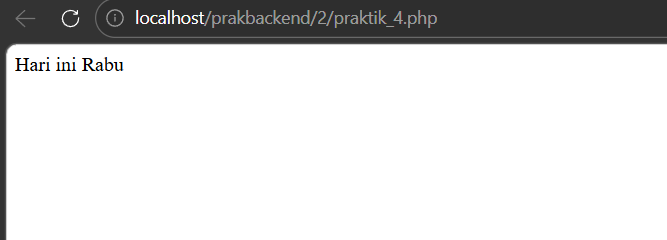 localhost/prakbackend/2/praktik_4.php
Hari ini Rabu